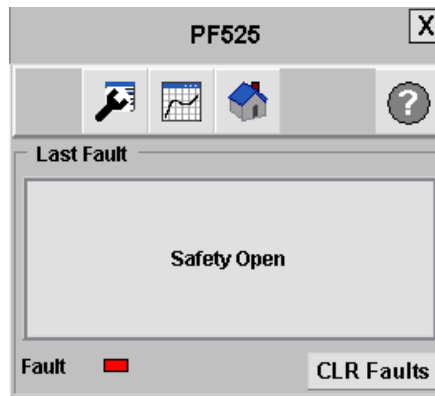 PF525
X
?
Last Fault
Safety Open
Fault
CLR Faults